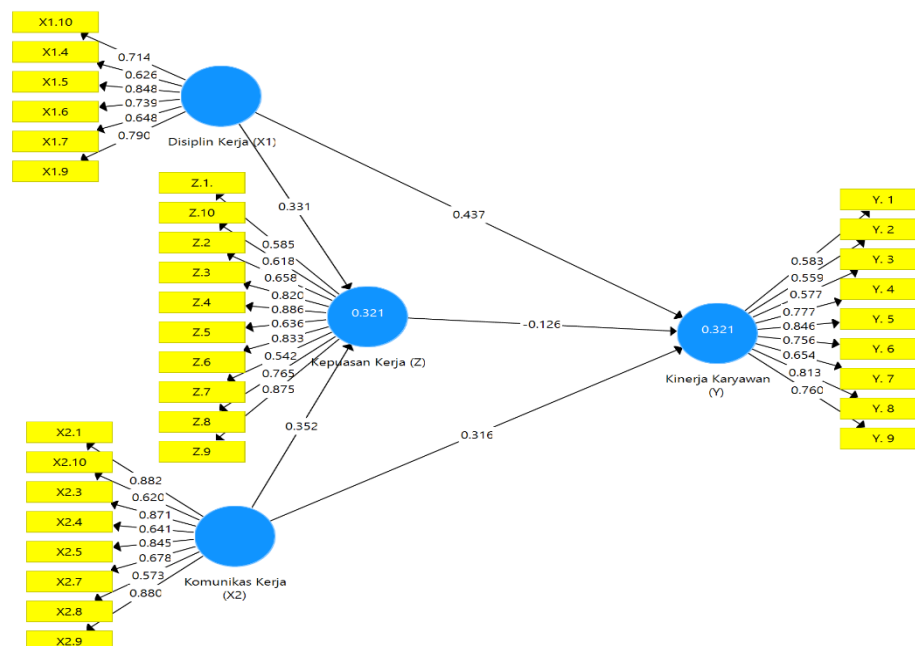 X1.10
X1.4
X1.5
X1.6
X1.7
X1.9
0.714
0.626
0.848
0.739
0.648
0.790
Disiplin Kerja (X1)
0.331
0.437
Z.1.
Z.10
Z.2
Z.3
Z.4
Z.5
Z.6
Z.7
Z.8
Z.9
0.585
0.618
0.658
0.820
0.886
0.636
0.833
0.542
0.765
0.875
0.321
Kepuasan Kerja (Z)
-0.126
0.352
0.316
X2.1
X2.10
X2.3
X2.4
X2.5
X2.7
X2.8
X2.9
0.882
0.620
0.871
0.641
0.845
0.678
0.573
0.880
Komunikas Kerja
(X2)
0.321
Kinerja Karyawan
(Y)
0.583
0.559
0.577
0.777
0.846
0.756
0.654
0.813
0.760
Y. 1
Y. 2
Y. 3
Y. 4
Y. 5
Y. 6
Y. 7
Y. 8
Y. 9